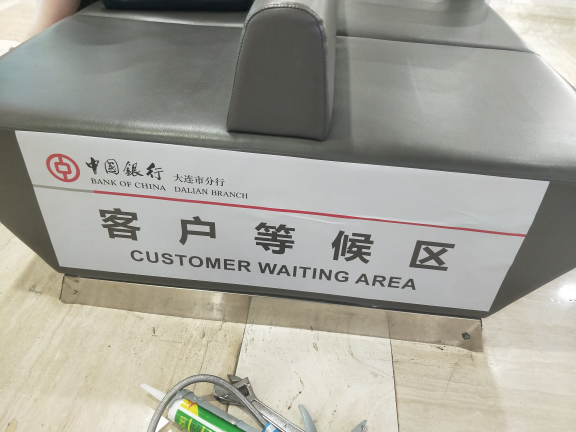 中国銀行 大连市分行
BANK OF CHINA DALIAN BRANCH
客户等候区
CUSTOMER WAITING AREA